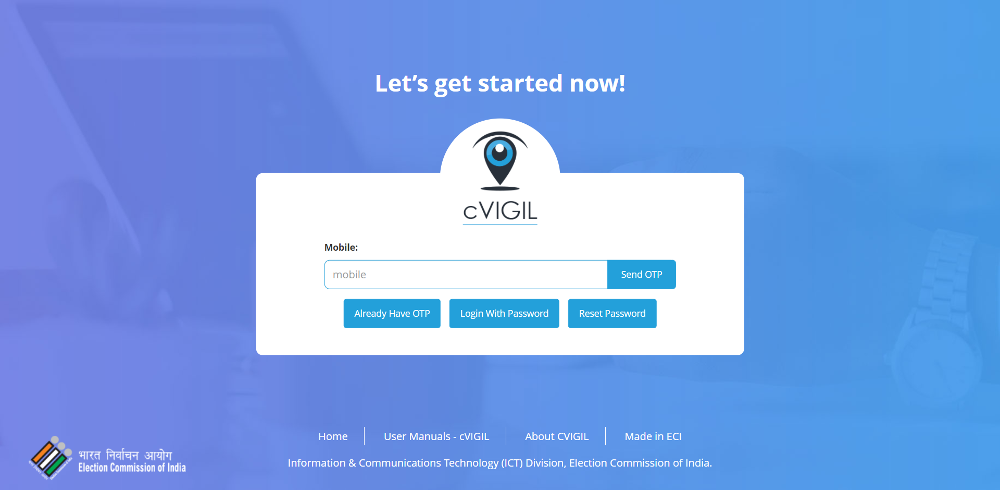 Let’s get started now!
cVIGIL
Mobile:
mobile
Send OTP
Already Have OTP
Login With Password
Reset Password
Home
User Manuals - cVIGIL
About CVIGIL
Made in ECI
भारत निर्वाचन आयोग
Election Commission of India
Information & Communications Technology (ICT) Division, Election Commission of India.